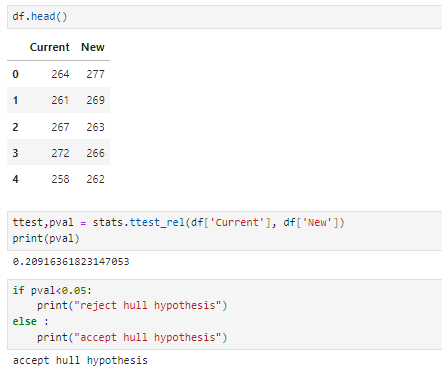 df.head()
Current New
0 264 277
1 261 269
2 267 263
3 272 266
4 258 262
ttest,pval = stats.ttest_rel(df['Current'], df['New'])
print(pval)
0.20916361823147053
if pval<0.05:
    print("reject hull hypothesis")
else :
    print("accept hull hypothesis")
accept hull hypothesis